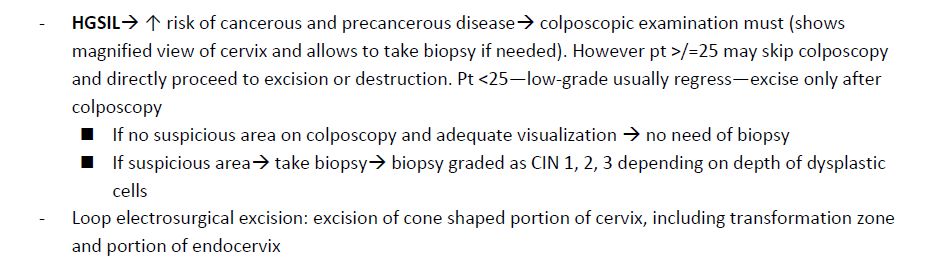 - HGSIL→ ↑ risk of cancerous and precancerous disease→ colposcopic examination must (shows
magnified view of cervix and allows to take biopsy if needed). However pt >/=25 may skip colposcopy
and directly proceed to excision or destruction. Pt <25—low-grade usually regress—excise only after
colposcopy
■ If no suspicious area on colposcopy and adequate visualization → no need of biopsy
■ If suspicious area→ take biopsy→ biopsy graded as CIN 1, 2, 3 depending on depth of dysplastic
cells
- Loop electrosurgical excision: excision of cone shaped portion of cervix, including transformation zone
and portion of endocervix